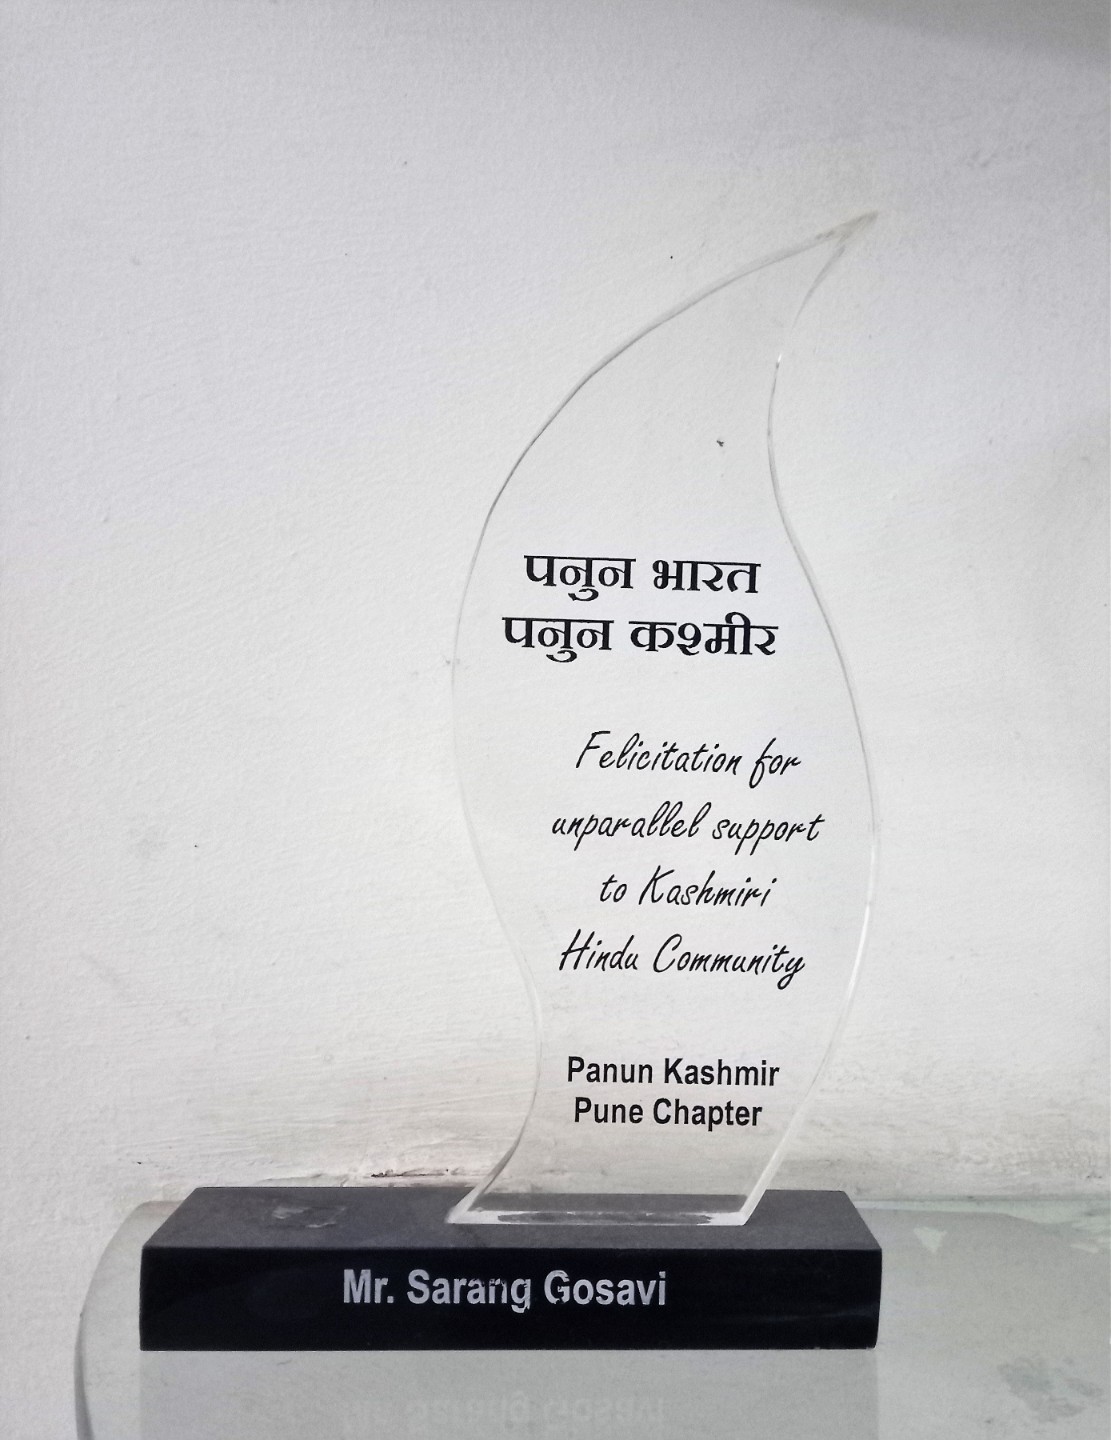 पनुन भारत
पनुन कश्मीर
Felicitation for
unparallel support
to Kashmiri
Hindu Community
Panun Kashmir
Pune Chapter
Mr. Sarang Gosavi